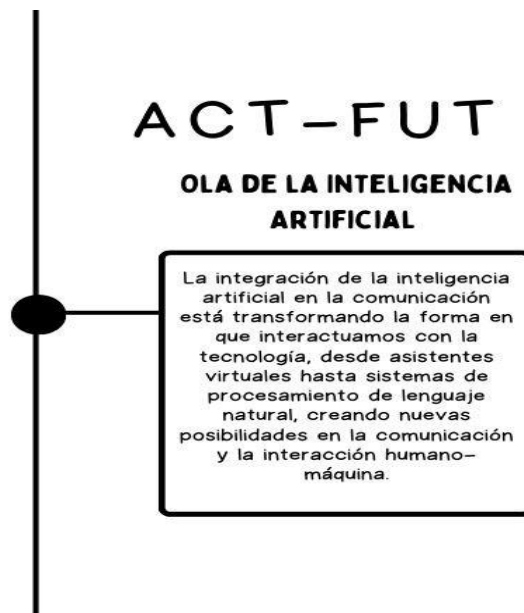 ACT-FUT
OLA DE LA INTELIGENCIA
ARTIFICIAL
La integración de la inteligencia
artificial en la comunicación
está transformando la forma en
que interactuamos con la
tecnología, desde asistentes
virtuales hasta sistemas de
procesamiento de lenguaje
natural, creando nuevas
posibilidades en la comunicación
y la interacción humano-
máquina.